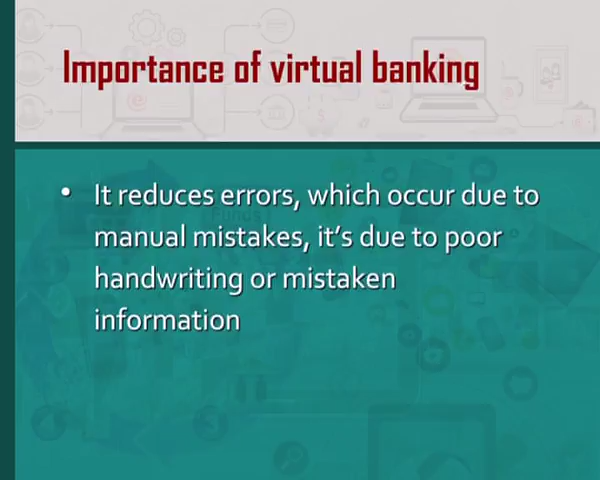 Importance of virtual banking
• It reduces errors, which occur due to
manual mistakes, it’s due to poor
handwriting or mistaken
information